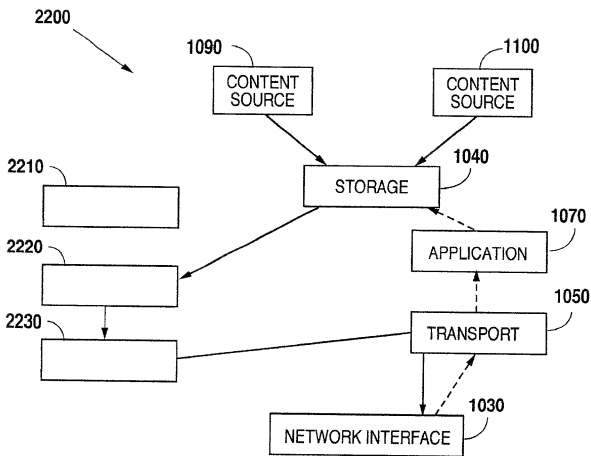 2200
1090
1100
CONTENT
SOURCE
CONTENT
SOURCE
2210
1040
STORAGE
2220
1070
APPLICATION
2230
1050
TRANSPORT
1030
NETWORK INTERFACE